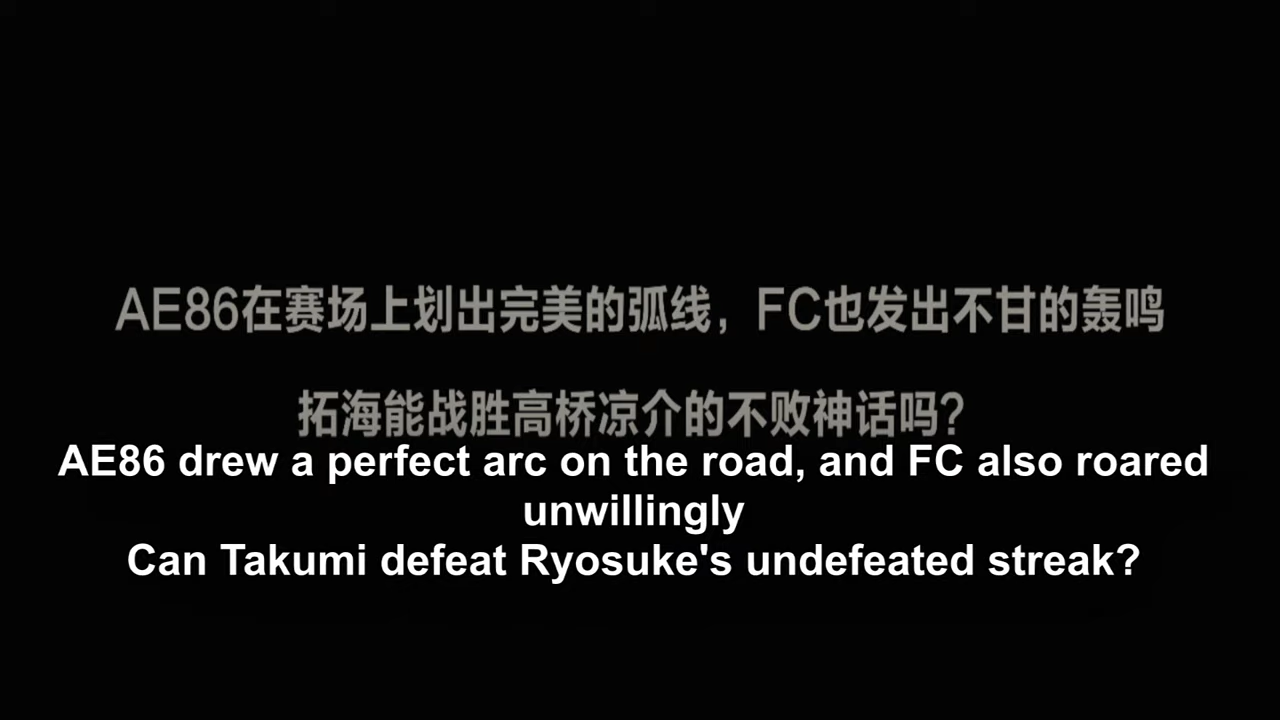 AE86在赛场上划出完美的弧线，FC也发出不甘的轰鸣
拓海能战胜高桥凉介的不败神话吗？
AE86 drew a perfect arc on the road, and FC also roared
unwillingly
Can Takumi defeat Ryosuke's undefeated streak?